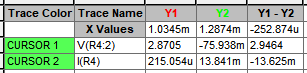 Trace Color Trace Name Y1 Y2 Y1 - Y2
X Values 1.0345m 1.2874m -252.874u
CURSOR 1 V(R4:2) 2.8705 -75.938m 2.9464
CURSOR 2 I(R4) 215.054u 13.841m -13.625m